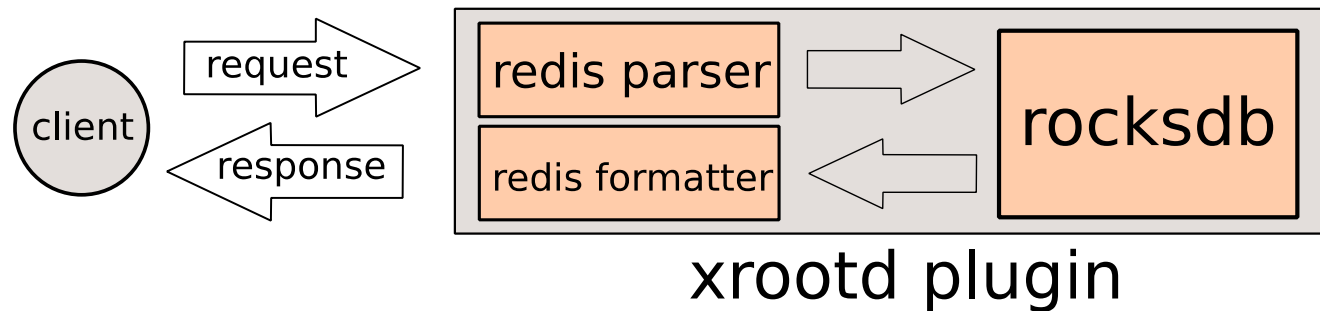 client
request
response
redis parser
redis formatter
rocksdb
xrootd plugin